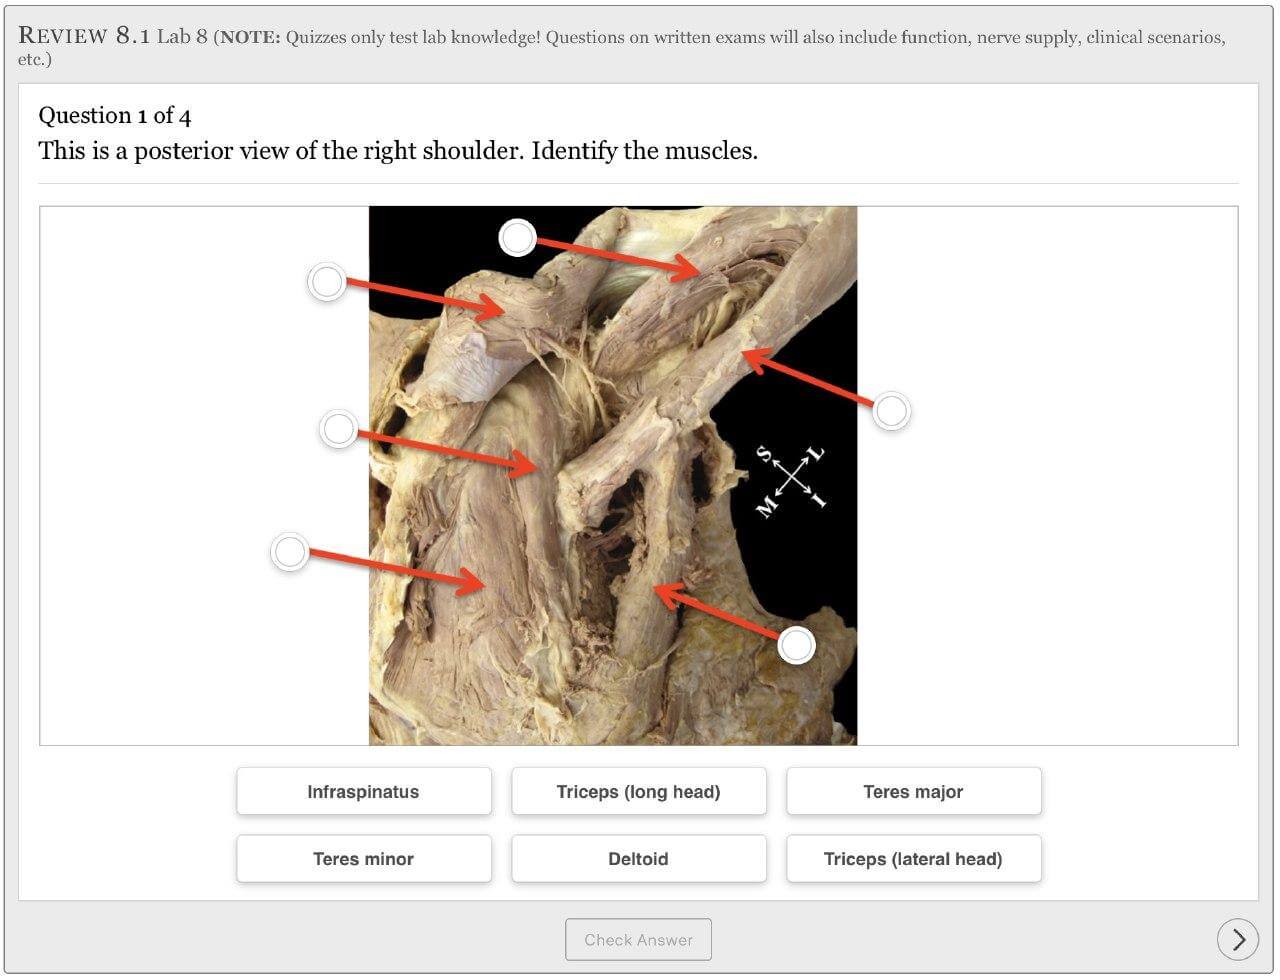 REVIEW 8.1 Lab 8 (NOTE: Quizzes only test lab knowledge! Questions on written exams will also include function, nerve supply, clinical scenarios,
etc.)
Question 1 of 4
This is a posterior view of the right shoulder. Identify the muscles.
S L
M I
Infraspinatus Triceps (long head) Teres major
Teres minor Deltoid Triceps (lateral head)
Check Answer